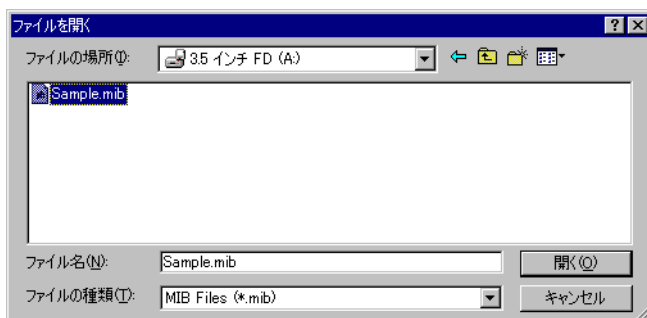 ファイルを開く
ファイルの場所(I):
3.5 インチ FD (A:)
Sample.mib
ファイル名(N):
Sample.mib
開く(O)
ファイルの種類(T):
MIB Files (*.mib)
キャンセル